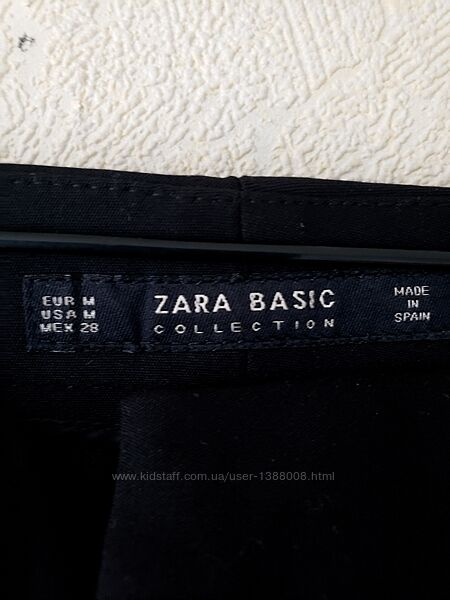 EUR M
USA M
MEX 28
ZARA BASIC
COLLECTION
MADE
IN
SPAIN
www.kidstaff.com.ua/user-1388008.html